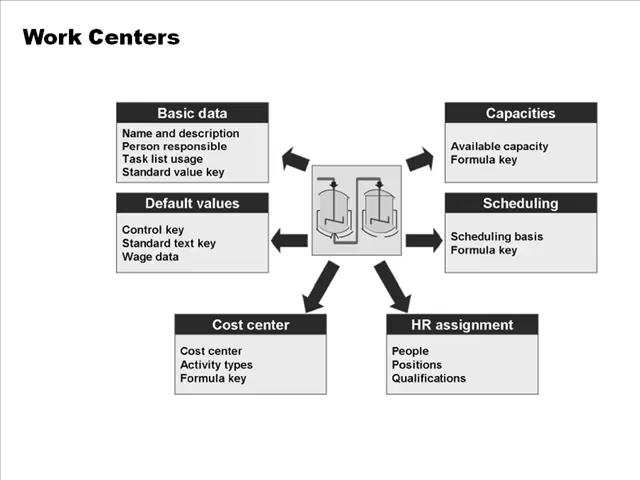 Work Centers
Basic data
Name and description
Person responsible
Task list usage
Standard value key
Capacities
Available capacity
Formula key
Default values
Control key
Standard text key
Wage data
Scheduling
Scheduling basis
Formula key
Cost center
Cost center
Activity types
Formula key
HR assignment
People
Positions
Qualifications